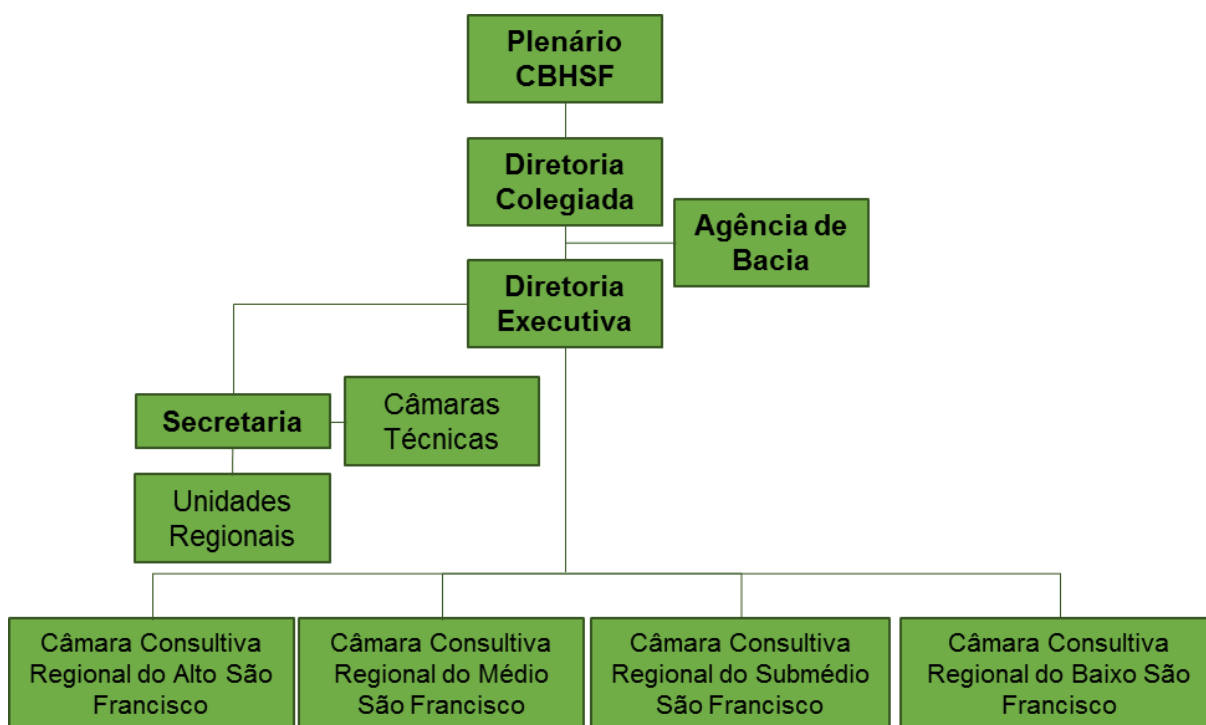 Plenário
CBHSF
Diretoria
Colegiada
Agência de
Bacia
Diretoria
Executiva
Secretaria
Câmaras
Técnicas
Unidades
Regionais
Câmara Consultiva
Regional do Alto São
Francisco
Câmara Consultiva
Regional do Médio
São Francisco
Câmara Consultiva
Regional do Submédio
São Francisco
Câmara Consultiva
Regional do Baixo São
Francisco